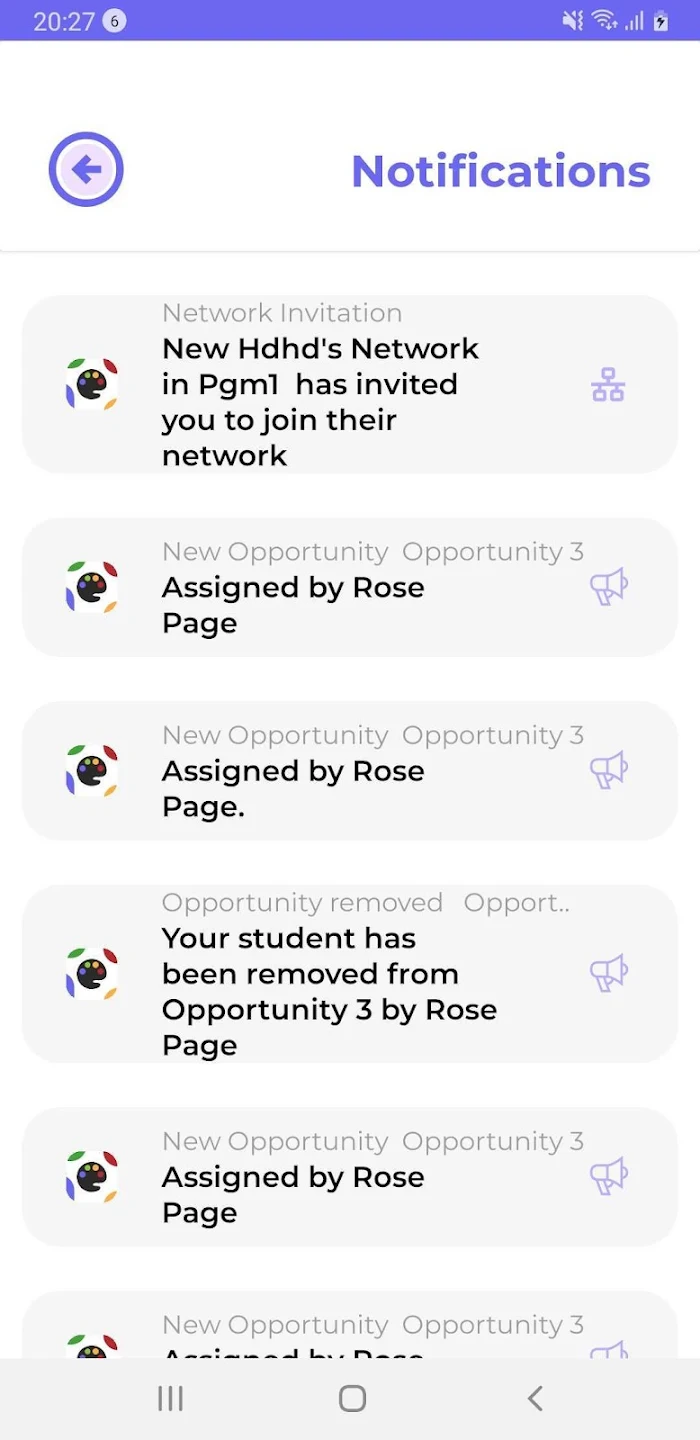 20:27 6
Notifications
Network Invitation
New Hdhd's Network
in Pgm1  has invited
you to join their
network
New Opportunity  Opportunity 3
Assigned by Rose
Page
New Opportunity  Opportunity 3
Assigned by Rose
Page.
Opportunity removed   Opport..
Your student has
been removed from
Opportunity 3 by Rose
Page
New Opportunity  Opportunity 3
Assigned by Rose
Page
New Opportunity  Opportunity 3
Assigned by Rose